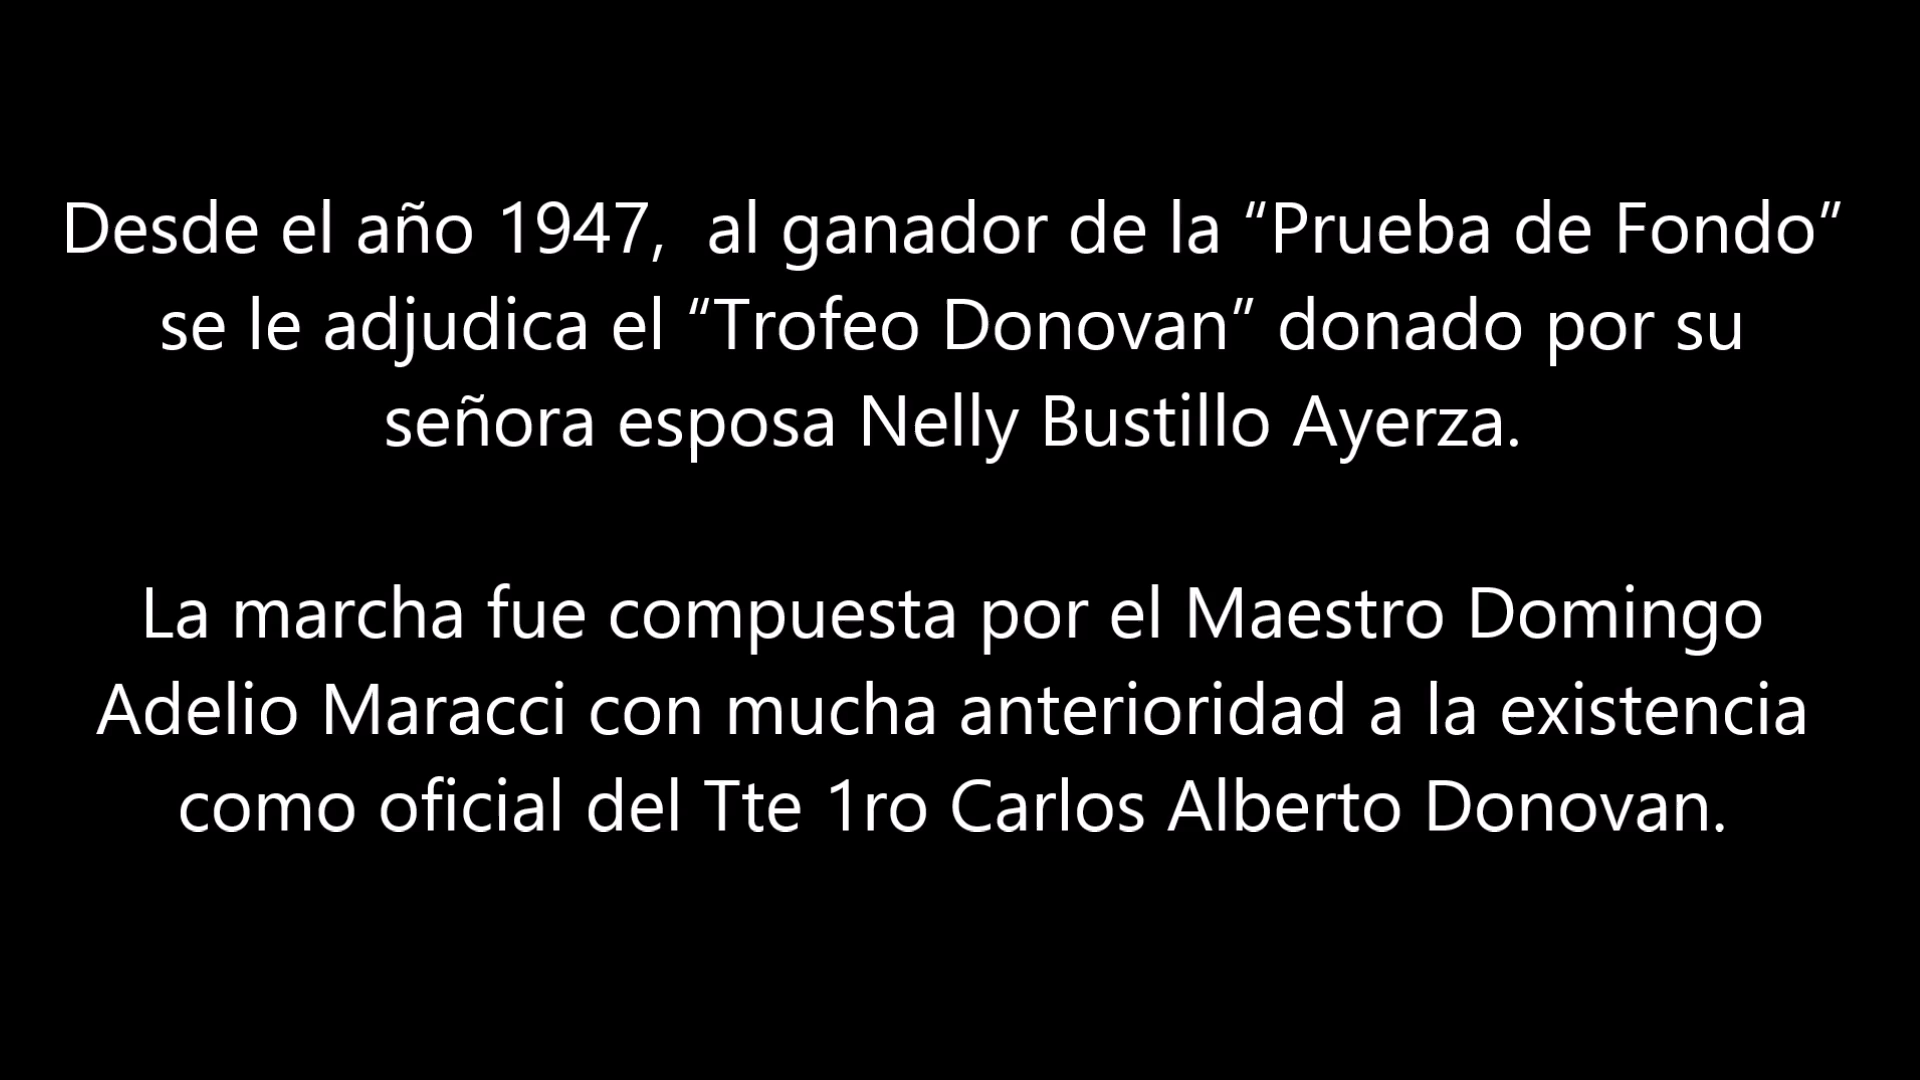 Desde el año 1947,  al ganador de la “Prueba de Fondo”
se le adjudica el “Trofeo Donovan” donado por su
señora esposa Nelly Bustillo Ayerza.
La marcha fue compuesta por el Maestro Domingo
Adelio Maracci con mucha anterioridad a la existencia
como oficial del Tte 1ro Carlos Alberto Donovan.